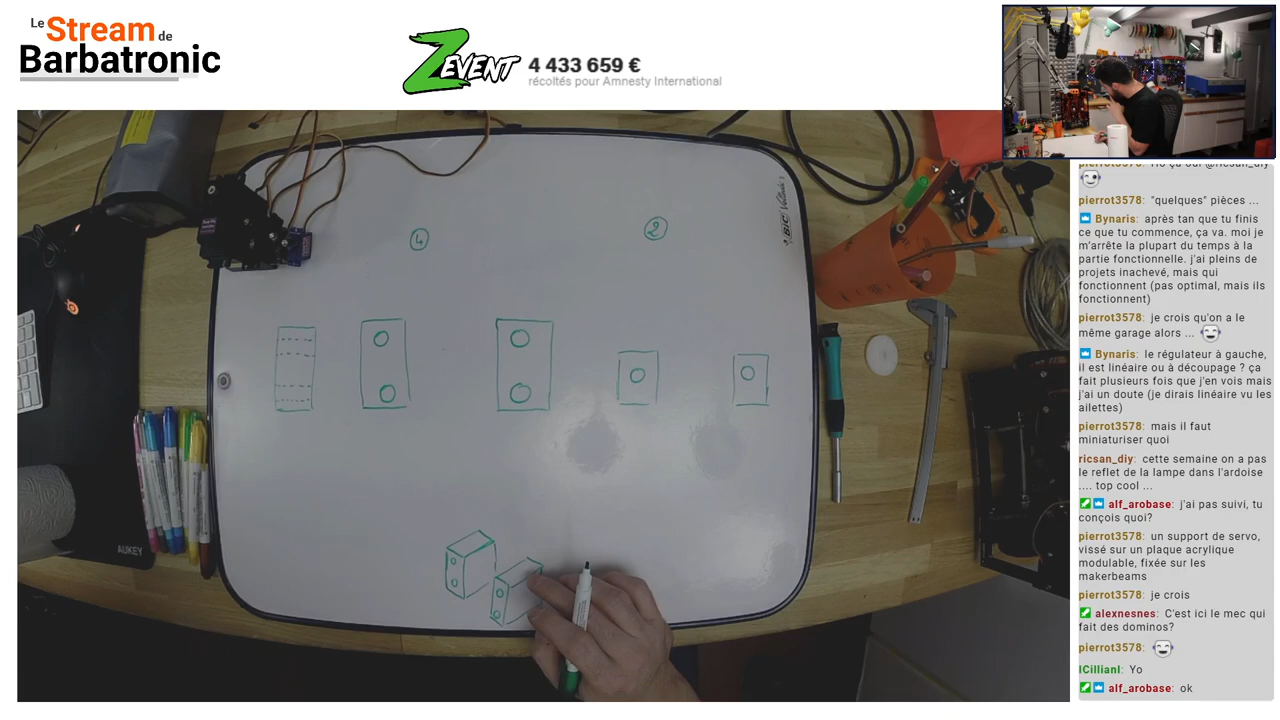 Le Stream de
Barbatronic
ZEVENT
4 433 659 €
récoltés pour Amnesty International
4
2
BIC Velleda
AUKEY
pierrot3578:
pierrot3578: "quelques" pièces ...
Bynaris: après tan que tu finis
ce que tu commence, ça va. moi je
m'arrête la plupart du temps à la
partie fonctionnelle. j'ai pleins de
projets inachevé, mais qui
fonctionnent (pas optimal, mais ils
fonctionnent)
pierrot3578: je crois qu'on a le
même garage alors ...
Bynaris: le régulateur à gauche,
il est linéaire ou à découpage ? ça
fait plusieurs fois que j'en vois mais
j'ai un doute (je dirais linéaire vu les
ailettes)
pierrot3578: mais il faut
miniaturiser quoi
ricsan_diy: cette semaine on a pas
le reflet de la lampe dans l'ardoise
.... top cool ...
alf_arobase: j'ai pas suivi, tu
conçois quoi?
pierrot3578: un support de servo,
vissé sur un plaque acrylique
modulable, fixée sur les
makerbeams
pierrot3578: je crois
alexnesnes: C'est ici le mec qui
fait des dominos?
pierrot3578:
lCillianl: Yo
alf_arobase: ok